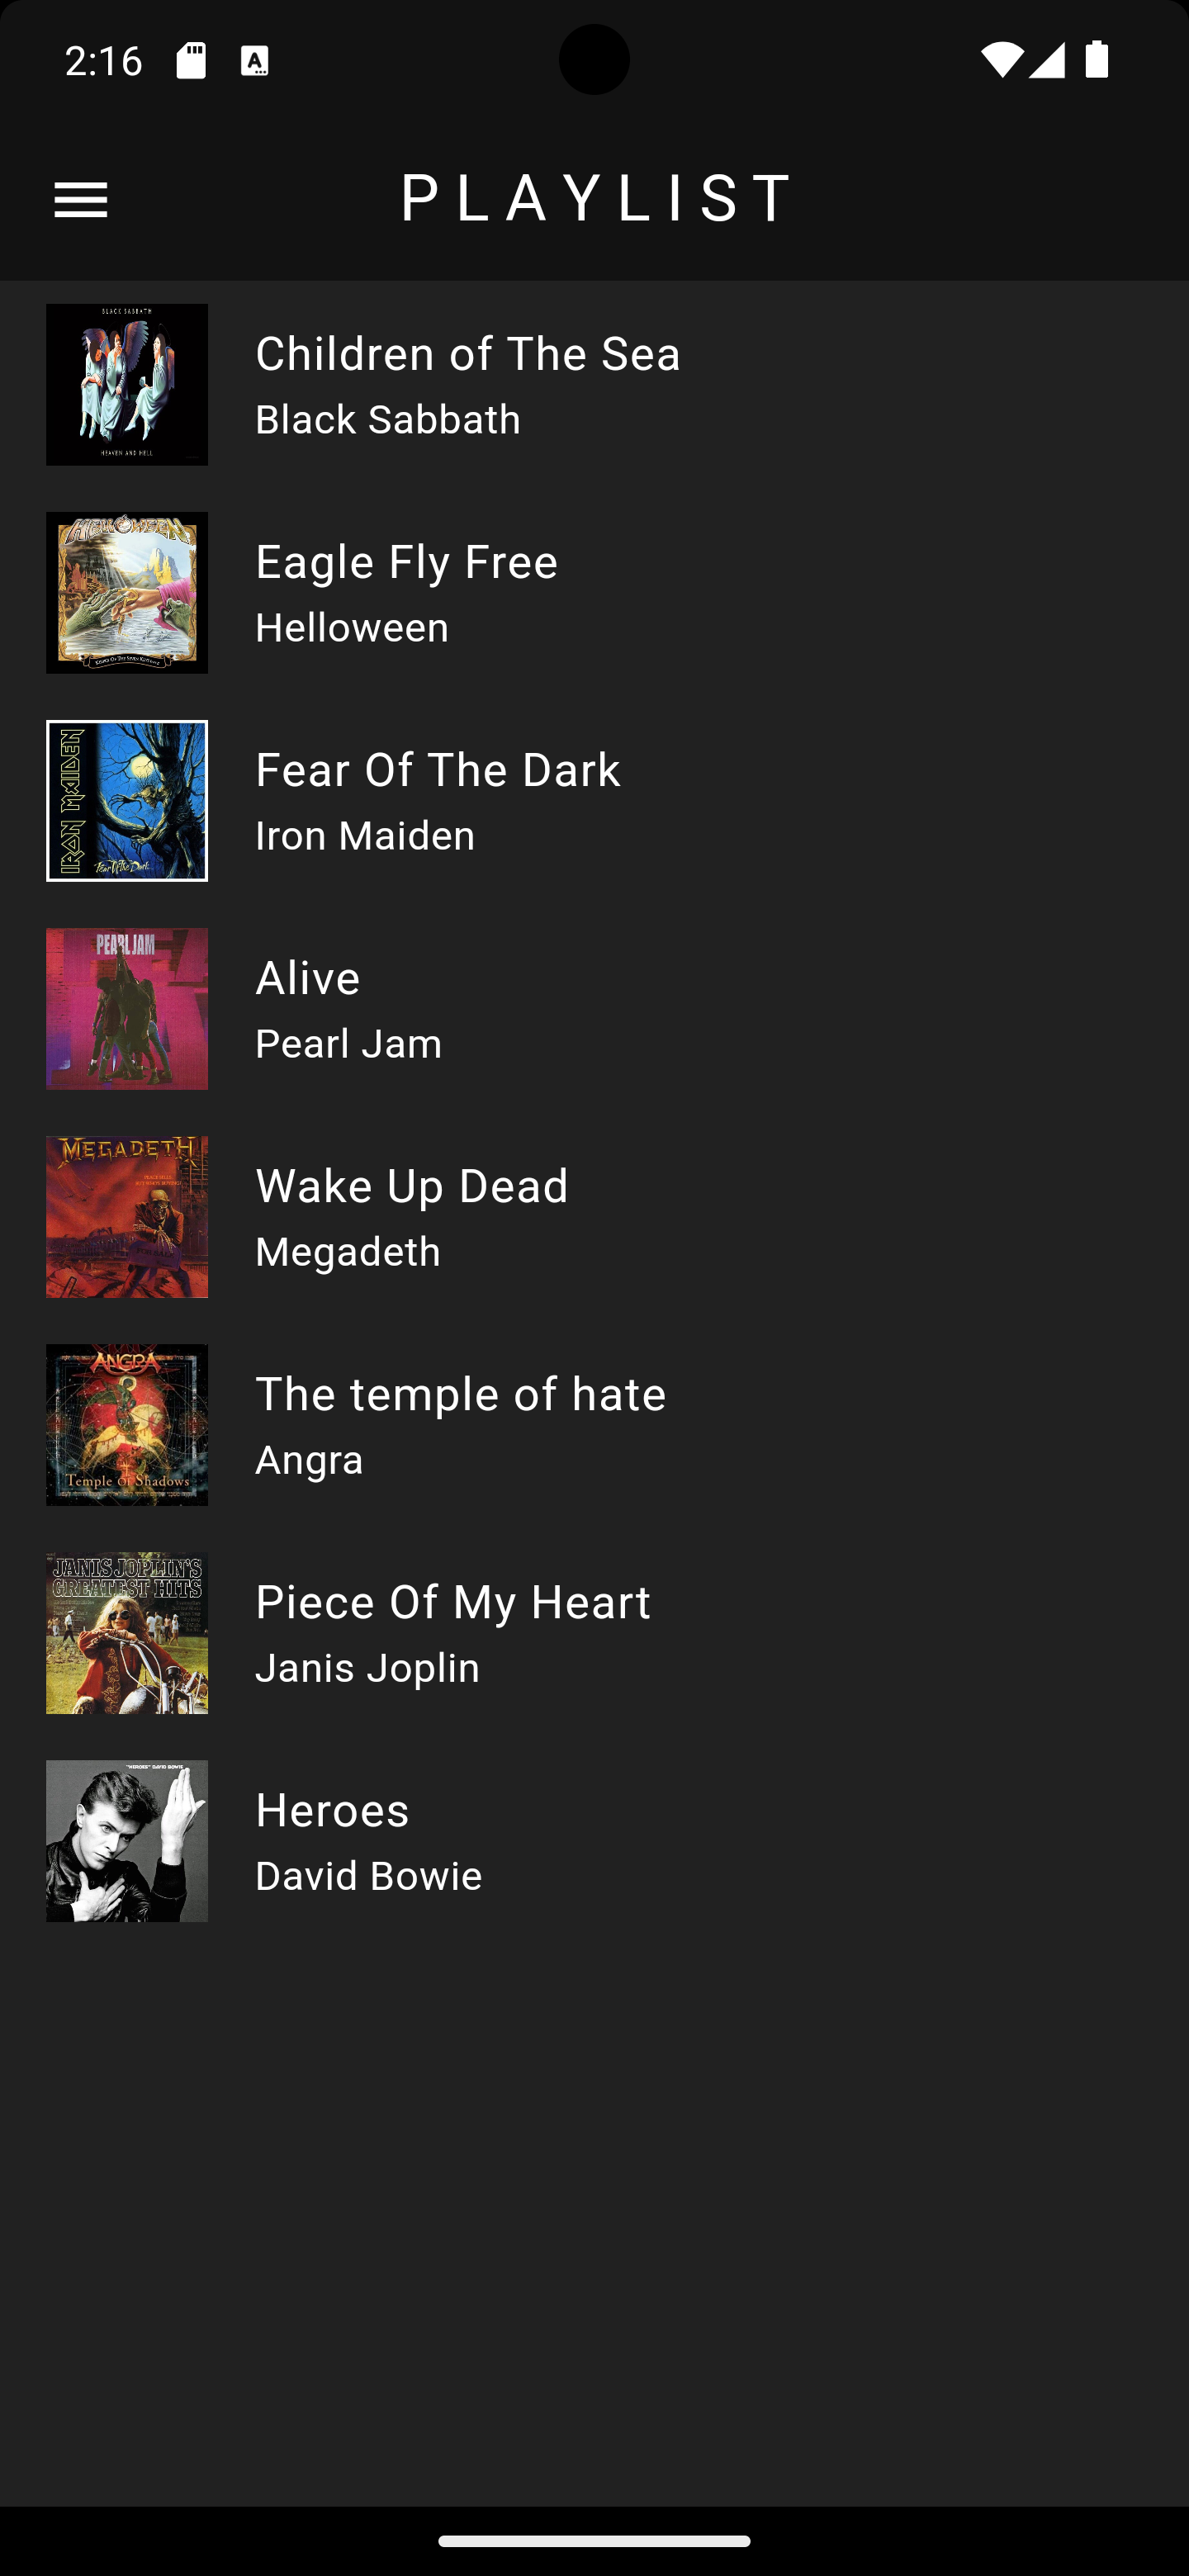 2:16
PLAYLIST
BLACK SABBATH
HEAVEN AND HELL
Children of The Sea
Black Sabbath
HELLOWEEN
Eagle Fly Free
Helloween
IRON MAIDEN
Fear Of The Dark
Fear Of The Dark
Iron Maiden
PEARL JAM
Alive
Pearl Jam
MEGADETH
Wake Up Dead
Megadeth
ANGRA
Temple Of Shadows
The temple of hate
Angra
JANIS JOPLIN'S
GREATEST HITS
Piece Of My Heart
Janis Joplin
"HEROES" DAVID BOWIE
Heroes
David Bowie